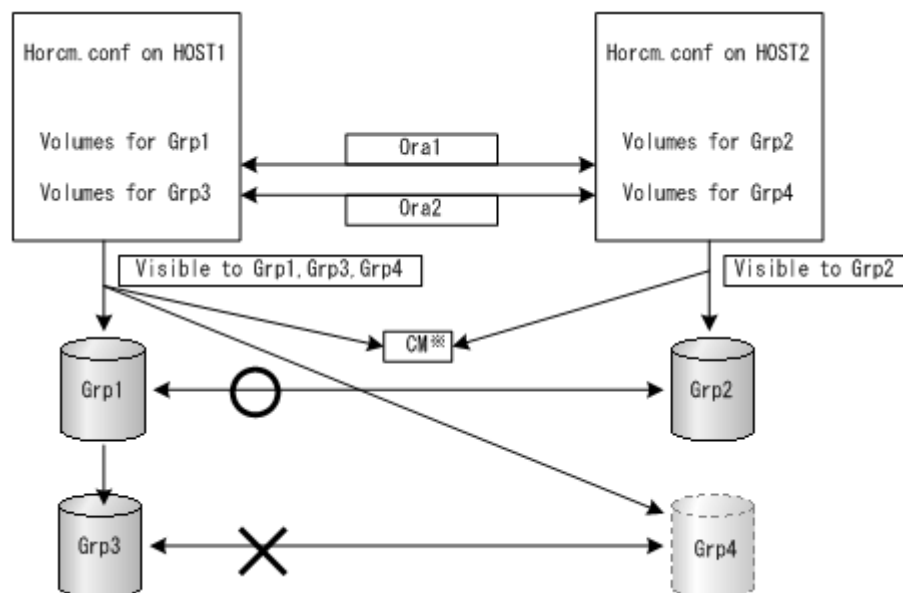 Horcm.conf on HOST1
Horcm.conf on HOST2
Volumes for Grp1
Ora1
Volumes for Grp2
Volumes for Grp3
Ora2
Volumes for Grp4
Visible to Grp1,Grp3,Grp4
Visible to Grp2
CM※
Grp1
Grp2
Grp3
Grp4